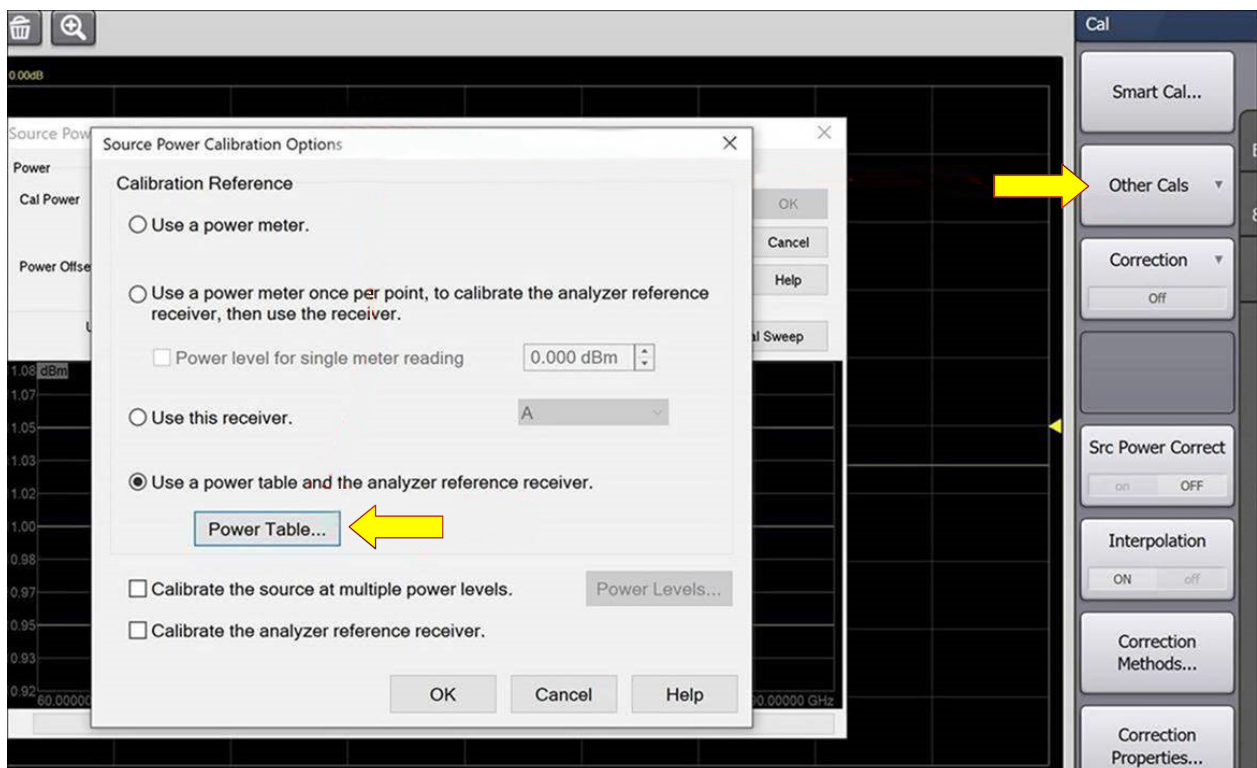 Cal
0.00dB
Smart Cal...
Source Pow
Source Power Calibration Options
Power
Calibration Reference
Cal Power
Other Cals
OK
Use a power meter.
Cancel
Correction
Power Offse
Help
Off
Use a power meter once per point, to calibrate the analyzer reference
receiver, then use the receiver.
al Sweep
Power level for single meter reading
0.000 dBm
1.08 dBm
1.07
Use this receiver.
A
1.05
Src Power Correct
1.03
Use a power table and the analyzer reference receiver.
on OFF
1.02
Power Table...
1.00
Interpolation
0.98
ON off
Calibrate the source at multiple power levels.
Power Levels...
0.97
0.95
Calibrate the analyzer reference receiver.
Correction
Methods...
0.93
0.92
60.00000
OK
Cancel
Help
0.00000 GHz
Correction
Properties...